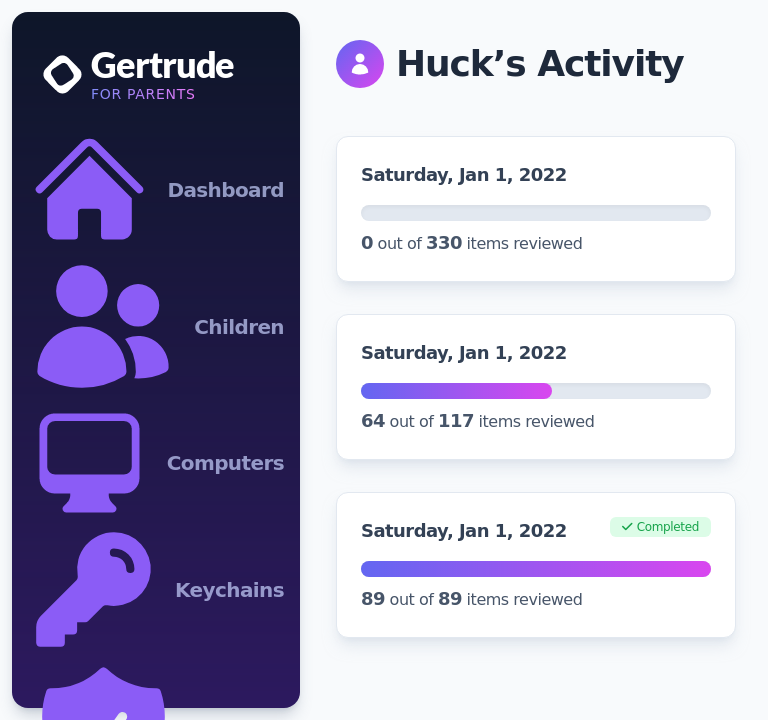 Gertrude
FOR PARENTS
Dashboard
Children
Computers
Keychains
Huck’s Activity
Saturday, Jan 1, 2022
0 out of 330 items reviewed
Saturday, Jan 1, 2022
64 out of 117 items reviewed
Saturday, Jan 1, 2022
Completed
89 out of 89 items reviewed